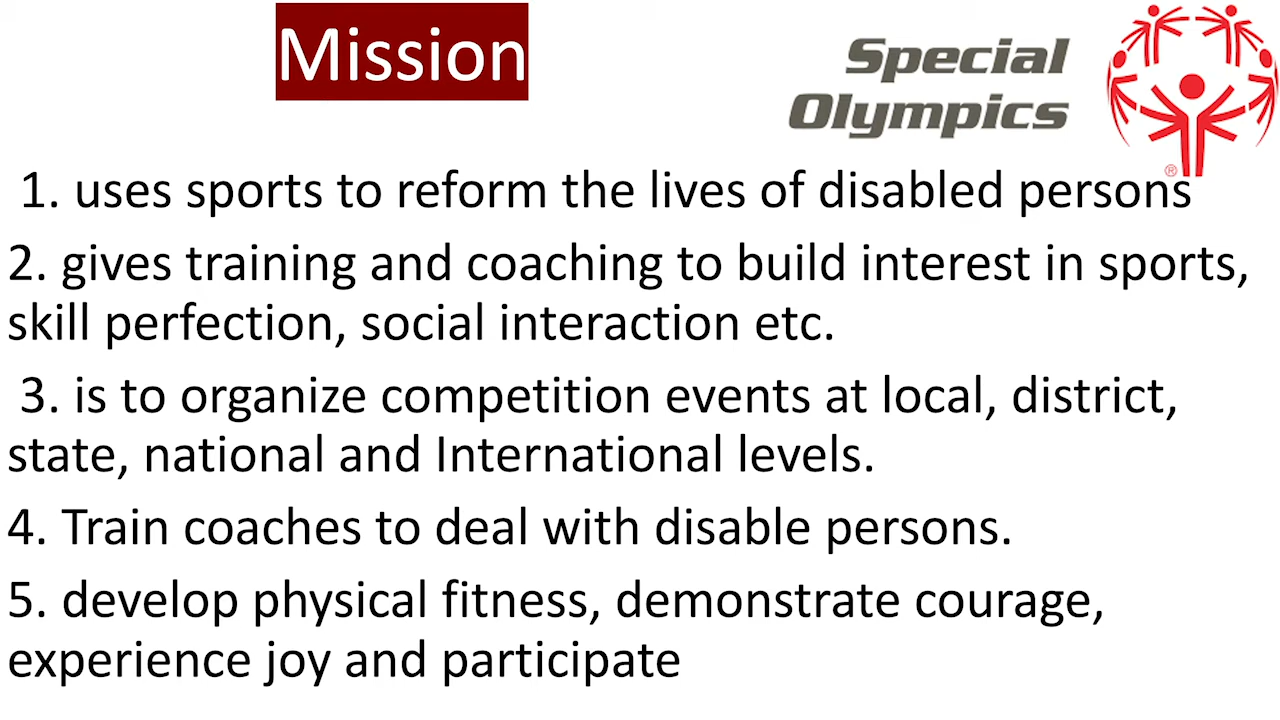 Mission
Special
Olympics
®
1. uses sports to reform the lives of disabled persons
2. gives training and coaching to build interest in sports,
skill perfection, social interaction etc.
3. is to organize competition events at local, district,
state, national and International levels.
4. Train coaches to deal with disable persons.
5. develop physical fitness, demonstrate courage,
experience joy and participate